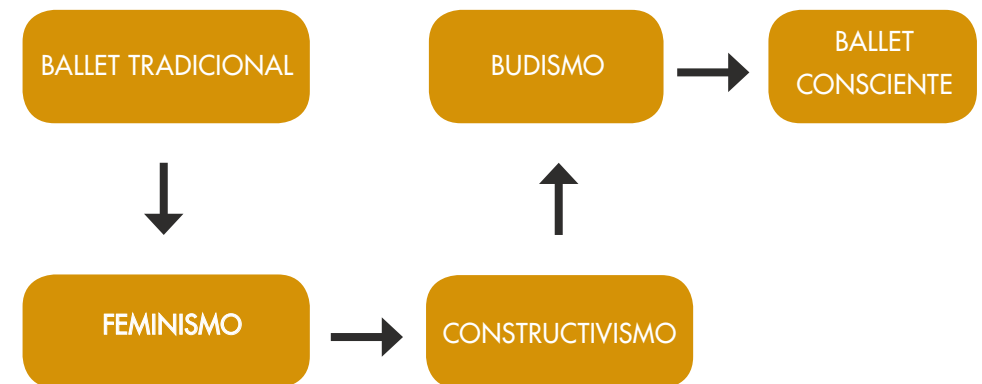 BALLET TRADICIONAL
FEMINISMO
CONSTRUCTIVISMO
BUDISMO
BALLET
CONSCIENTE